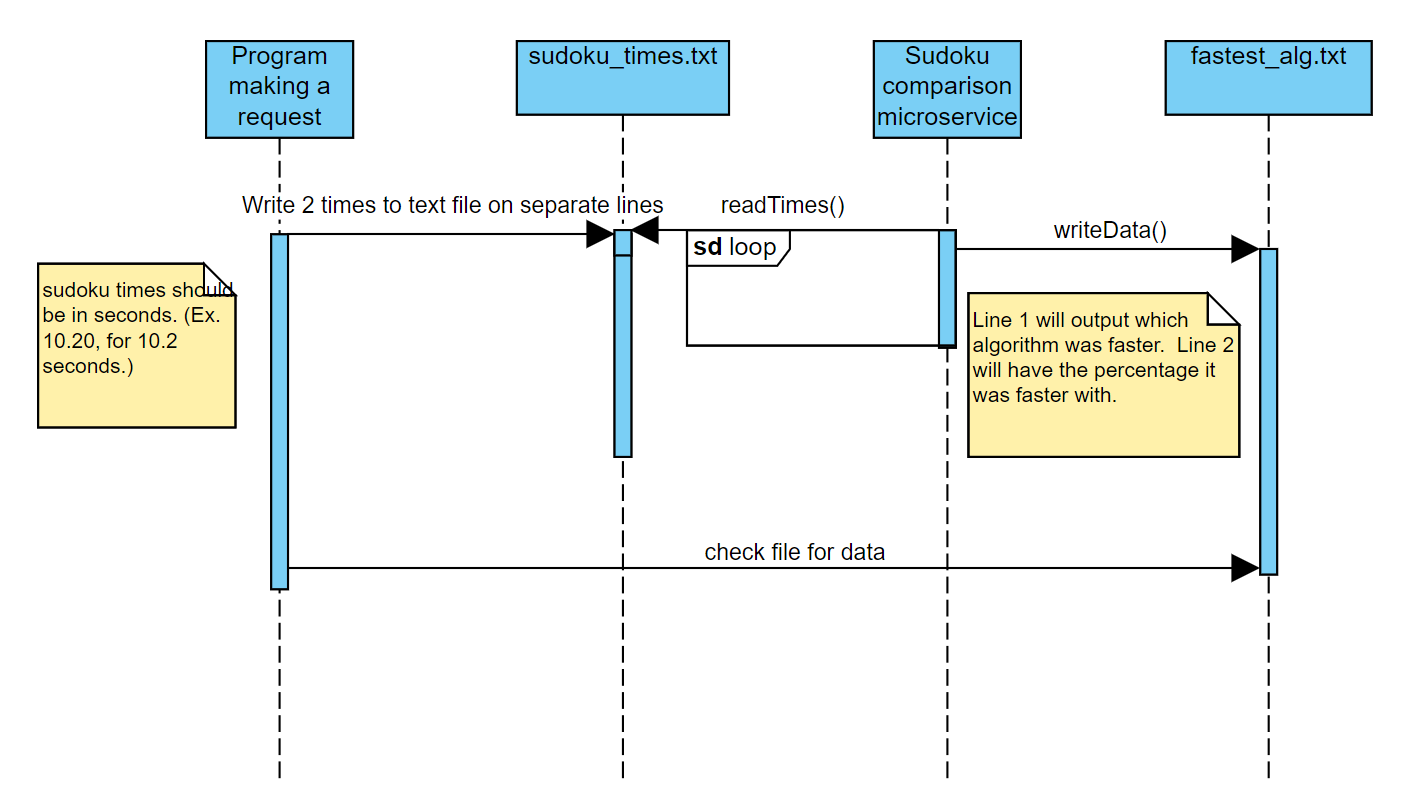 Program
making a
request
sudoku_times.txt
Sudoku
comparison
microservice
fastest_alg.txt
Write 2 times to text file on separate lines
readTimes()
writeData()
sd loop
sudoku times should
be in seconds. (Ex.
10.20, for 10.2
seconds.)
Line 1 will output which
algorithm was faster.  Line 2
will have the percentage it
was faster with.
check file for data